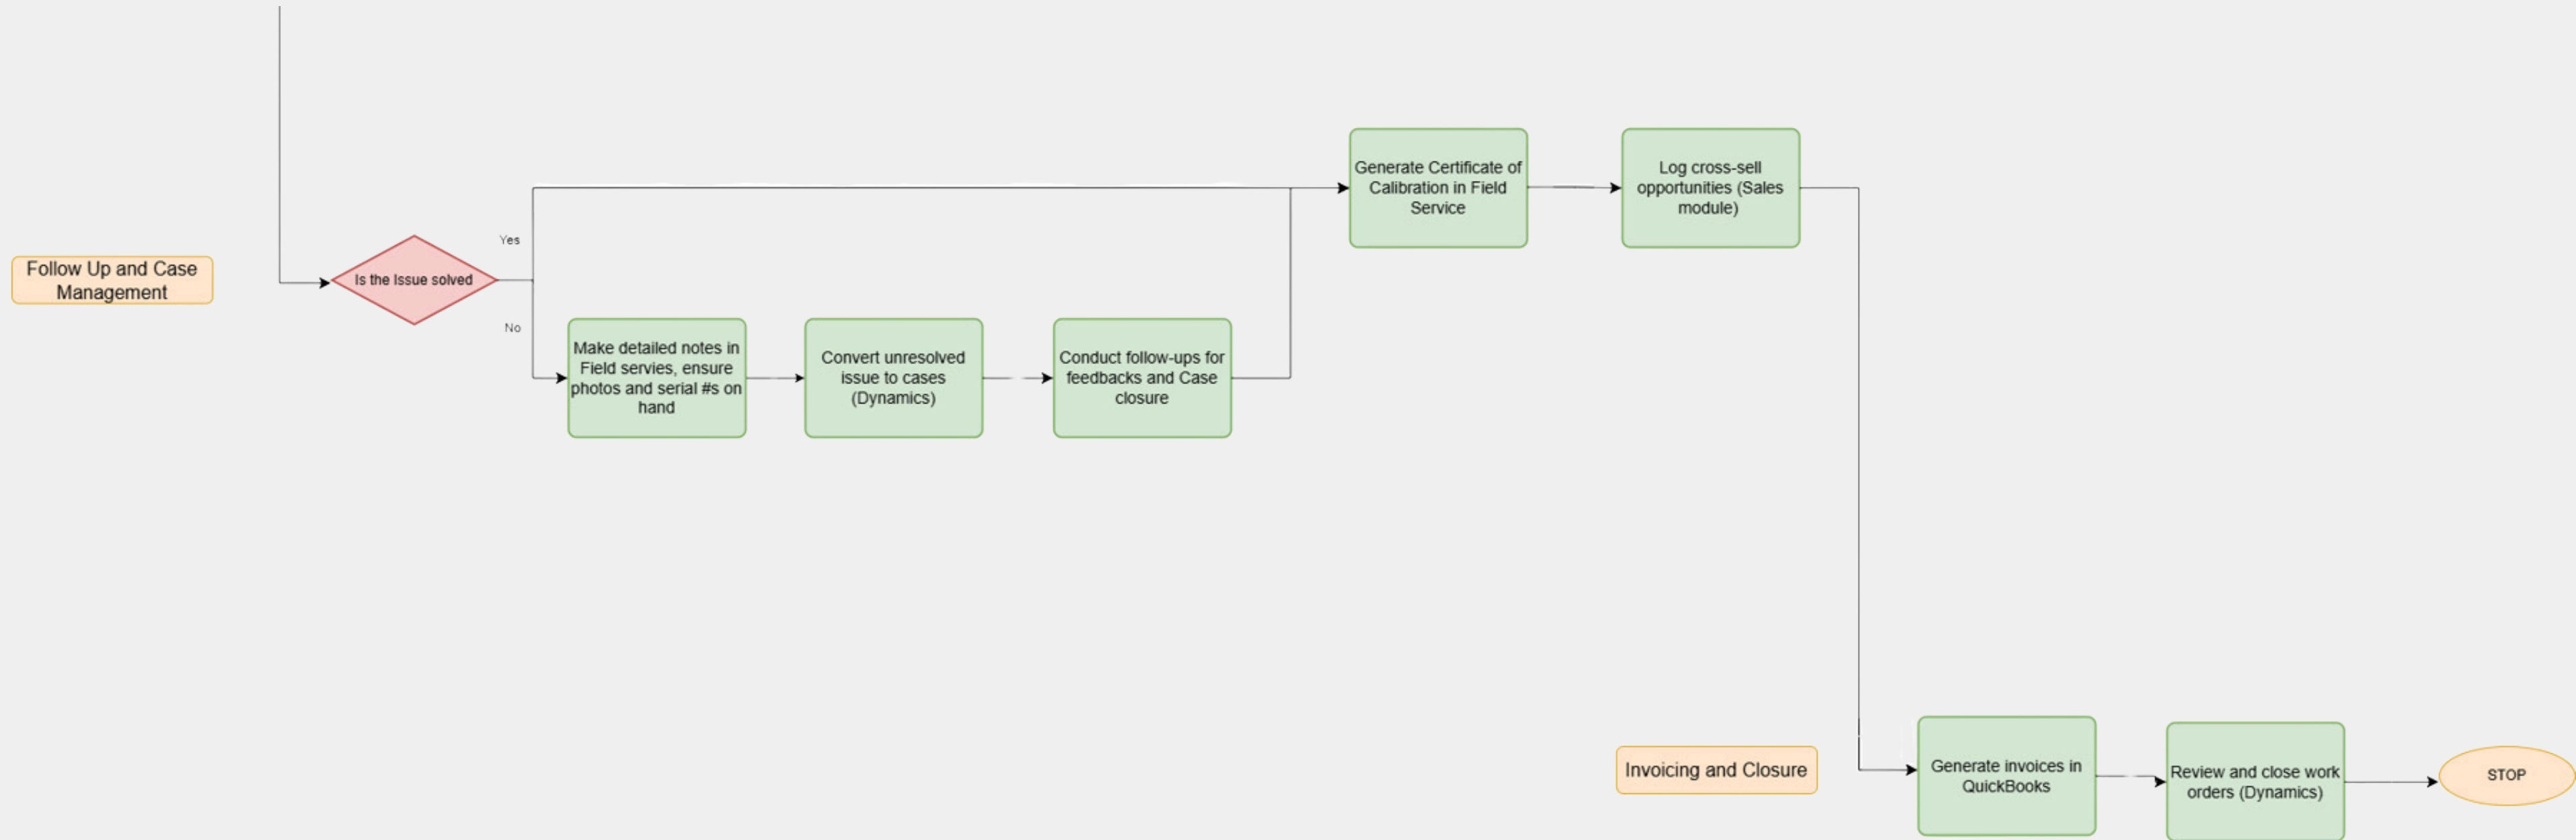 Follow Up and Case
Management
Is the Issue solved
Yes
No
Make detailed notes in
Field servies, ensure
photos and serial #s on
hand
Convert unresolved
issue to cases
(Dynamics)
Conduct follow-ups for
feedbacks and Case
closure
Generate Certificate of
Calibration in Field
Service
Log cross-sell
opportunities (Sales
module)
Invoicing and Closure
Generate invoices in
QuickBooks
Review and close work
orders (Dynamics)
STOP